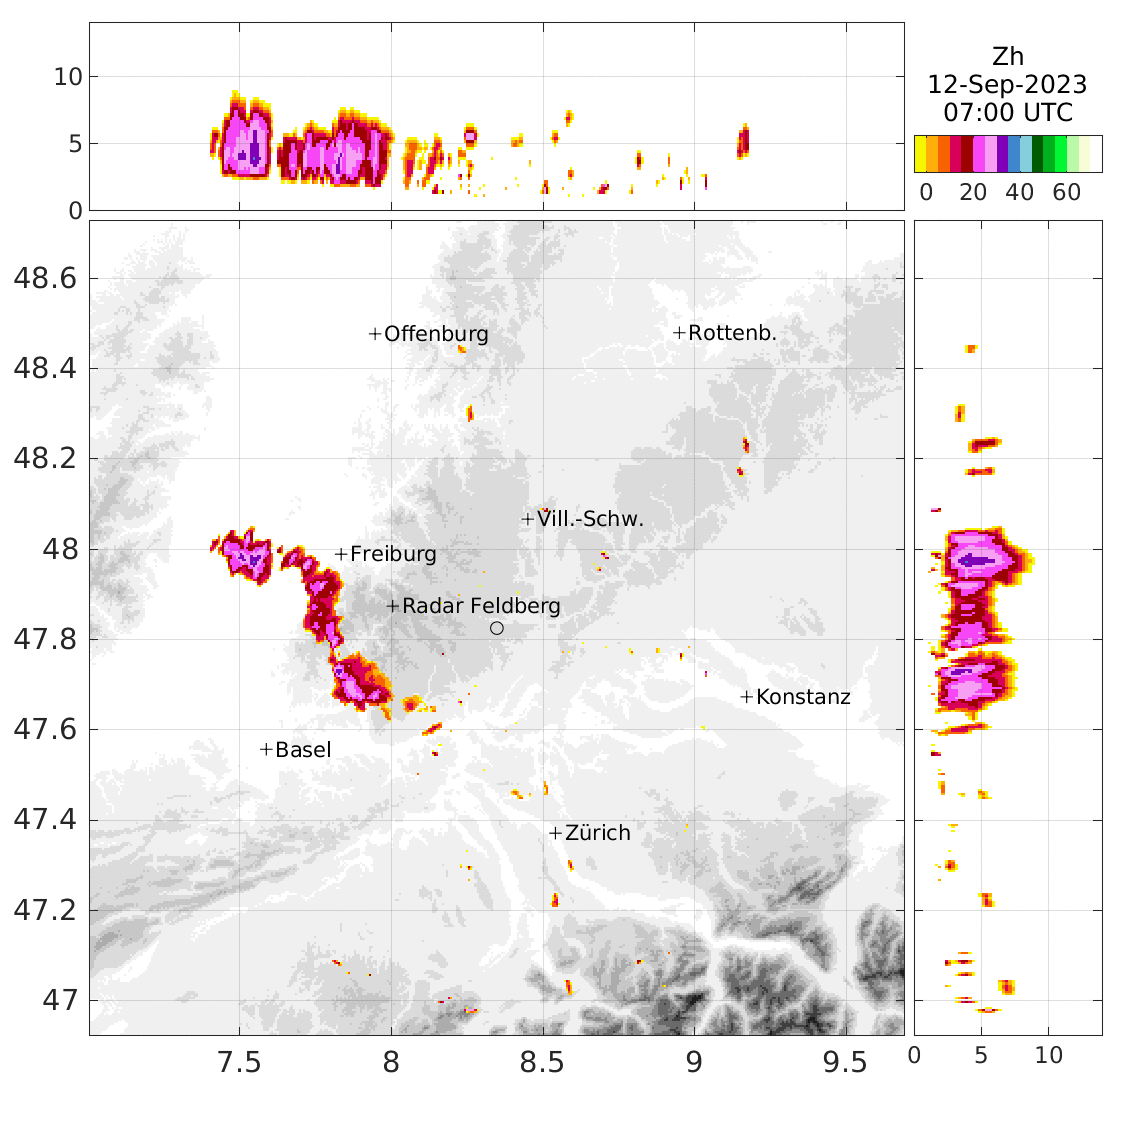 10
5
0
Zh
12-Sep-2023
07:00 UTC
0 20 40 60
48.6
48.4
48.2
48
47.8
47.6
47.4
47.2
47
+Offenburg
+Rottenb.
+Vill.-Schw.
+Freiburg
+Radar Feldberg
+Konstanz
+Basel
+Zürich
7.5 8 8.5 9 9.5
0 5 10